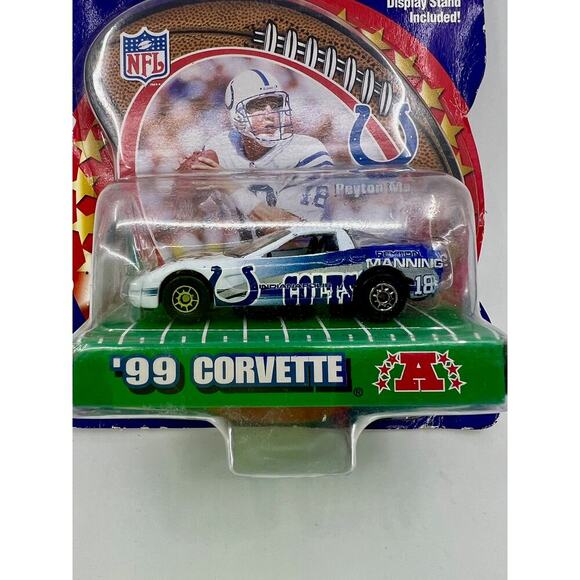 Display Stand
Included!
NFL
18
Peyton Ma
PEYTON
MANNING
INDIANAPOLIS
COLTS
18
'99 CORVETTE ®
A